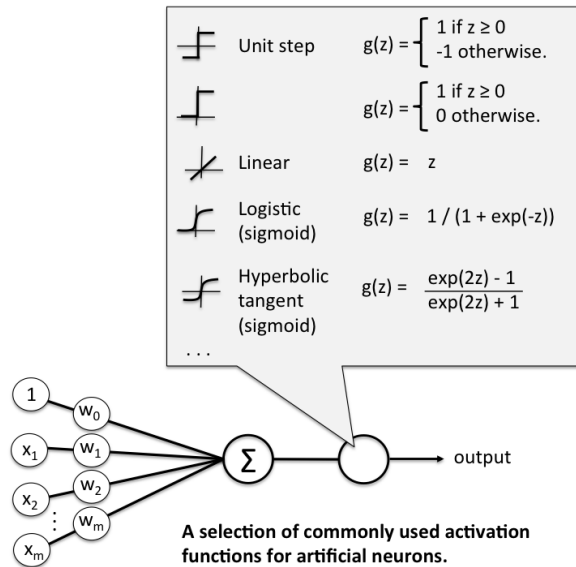 Unit step g(z) = { 1 if z ≥ 0
-1 otherwise.
g(z) = { 1 if z ≥ 0
0 otherwise.
Linear g(z) = z
Logistic
(sigmoid) g(z) = 1 / (1 + exp(-z))
Hyperbolic
tangent
(sigmoid) g(z) = exp(2z) - 1
exp(2z) + 1
. . .
1
w₀
x₁ w₁
x₂ w₂
⋮
xₘ wₘ
Σ
output
A selection of commonly used activation
functions for artificial neurons.